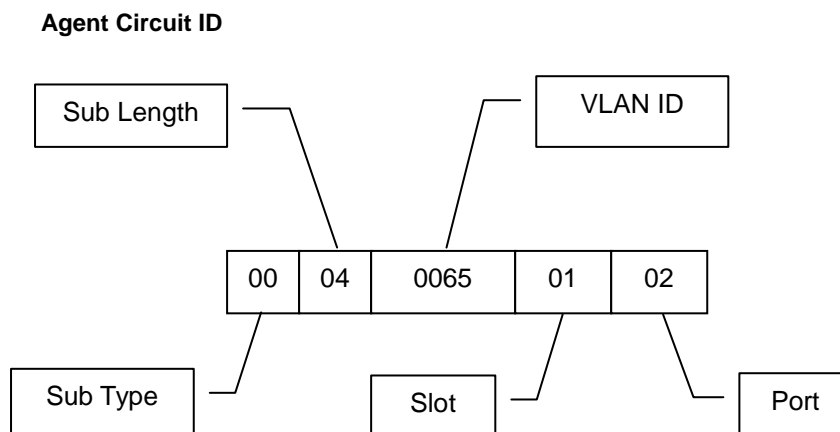 Agent Circuit ID
Sub Length
VLAN ID
00 04 0065 01 02
Sub Type
Slot
Port